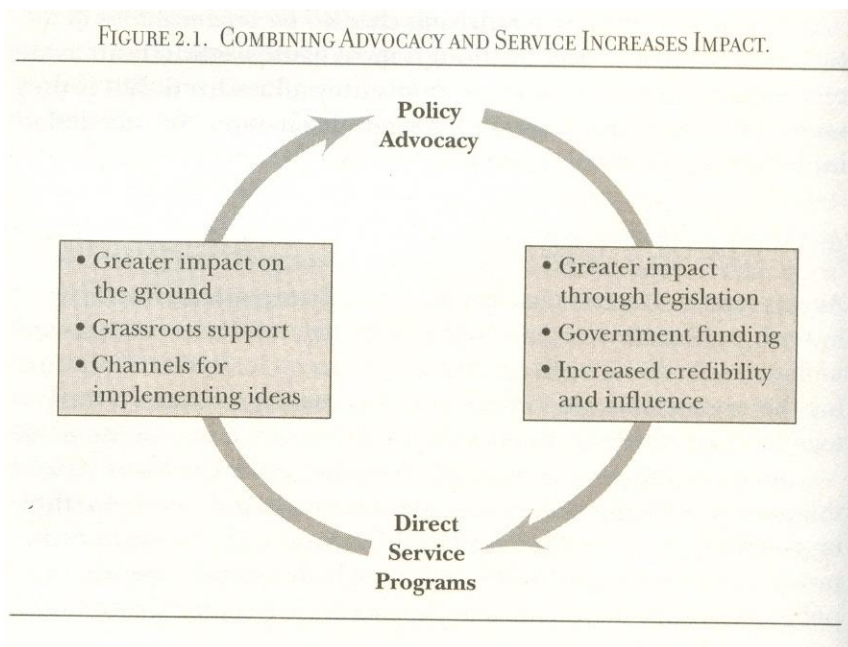 FIGURE 2.1. COMBINING ADVOCACY AND SERVICE INCREASES IMPACT.
Policy
Advocacy
• Greater impact on
the ground
• Grassroots support
• Channels for
implementing ideas
• Greater impact
through legislation
• Government funding
• Increased credibility
and influence
Direct
Service
Programs